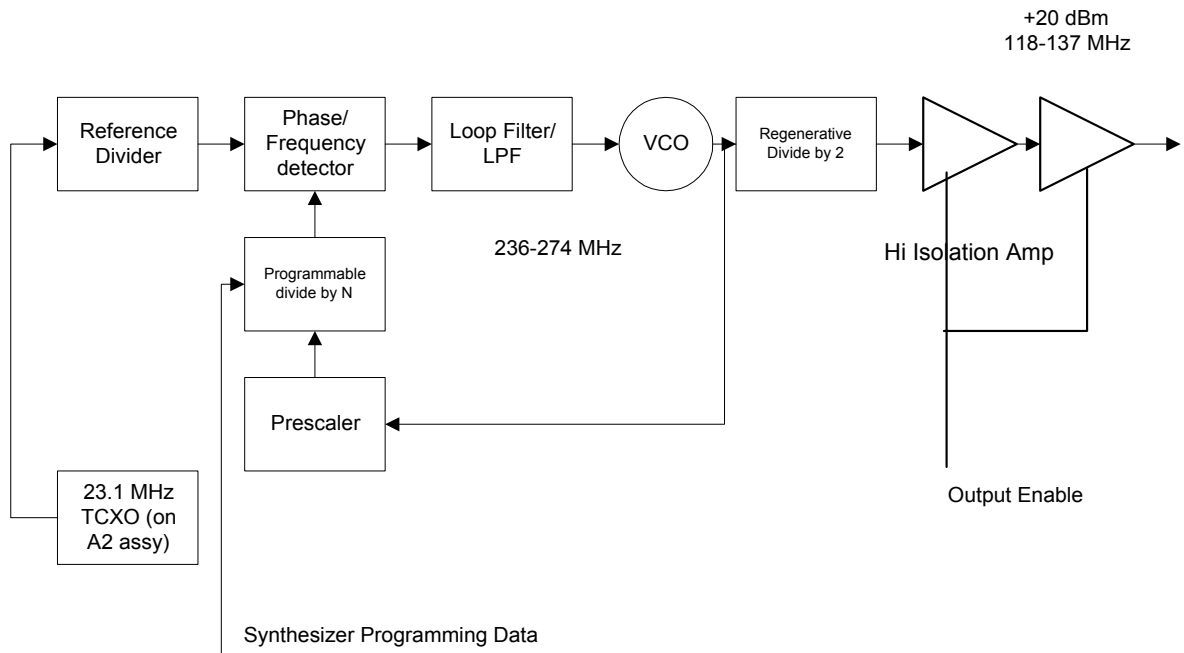 +20 dBm
118-137 MHz
Reference
Divider
Phase/
Frequency
detector
Loop Filter/
LPF
VCO
Regenerative
Divide by 2
236-274 MHz
Hi Isolation Amp
Programmable
divide by N
Prescaler
23.1 MHz
TCXO (on
A2 assy)
Output Enable
Synthesizer Programming Data